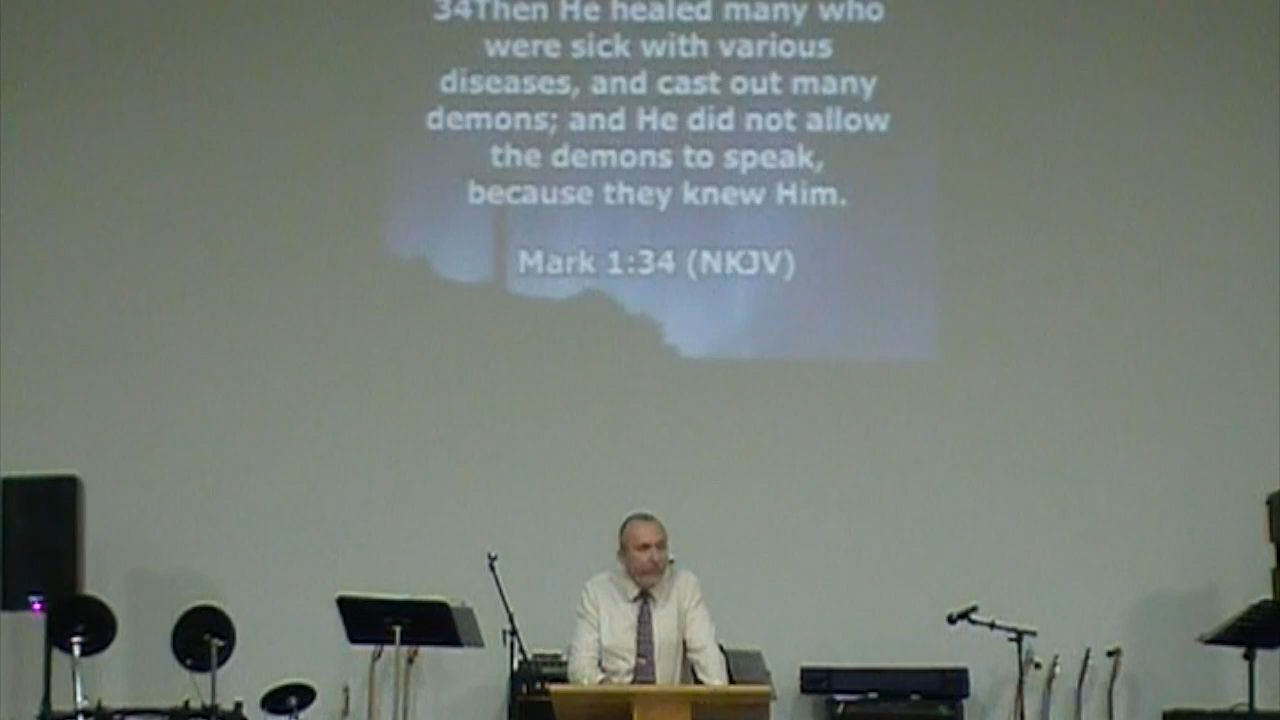 34Then He healed many who
were sick with various
diseases, and cast out many
demons; and He did not allow
the demons to speak,
because they knew Him.
Mark 1:34 (NKJV)